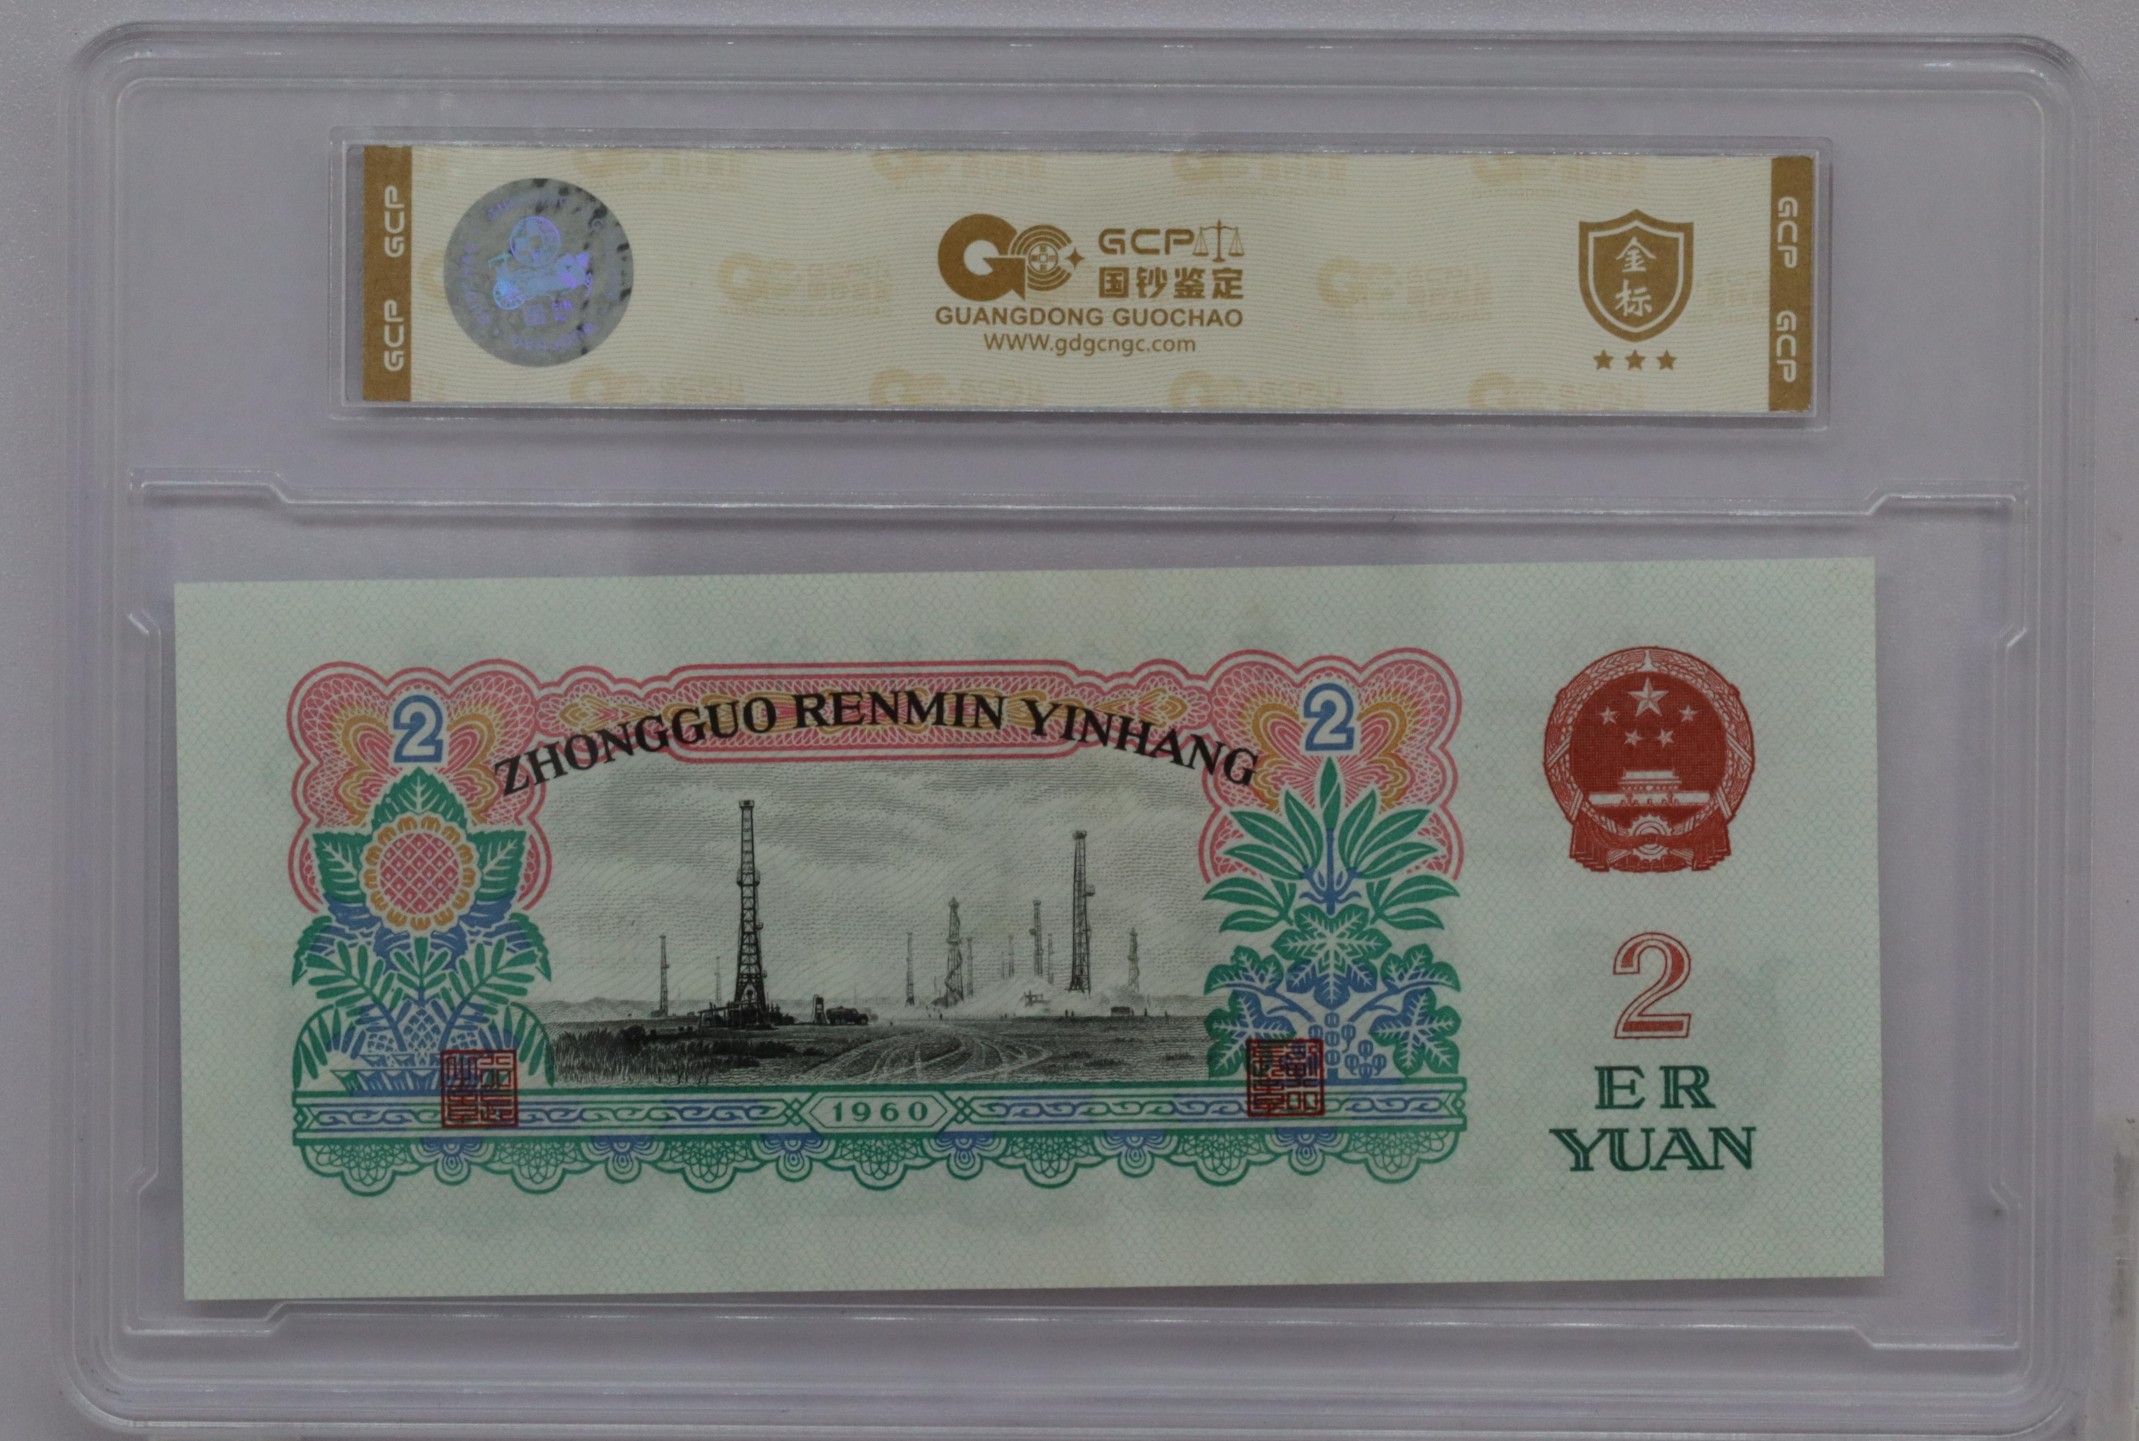 GCP GCP
GCP
国钞鉴定
GUANGDONG GUOCHAO
www.gdgcngc.com
金标
GCP GCP
ZHONGGUO RENMIN YINHANG
2
2
1960
2
ER
YUAN